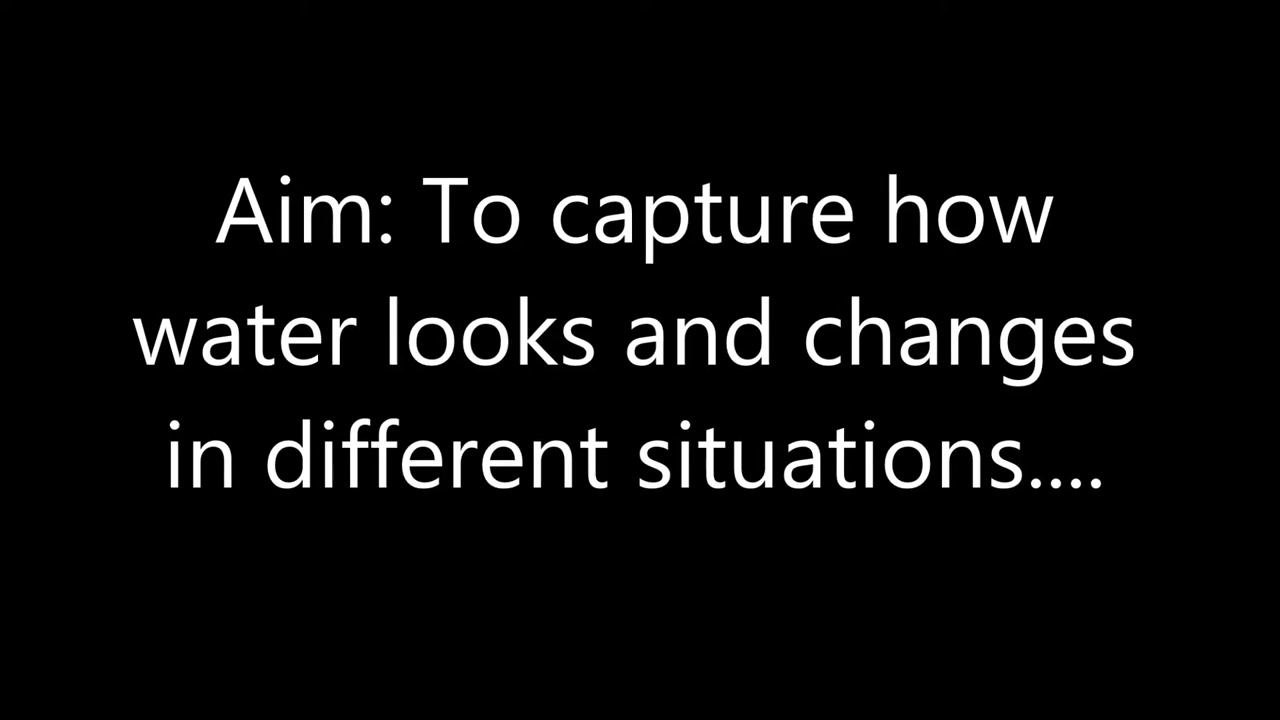 Aim: To capture how
water looks and changes
in different situations....